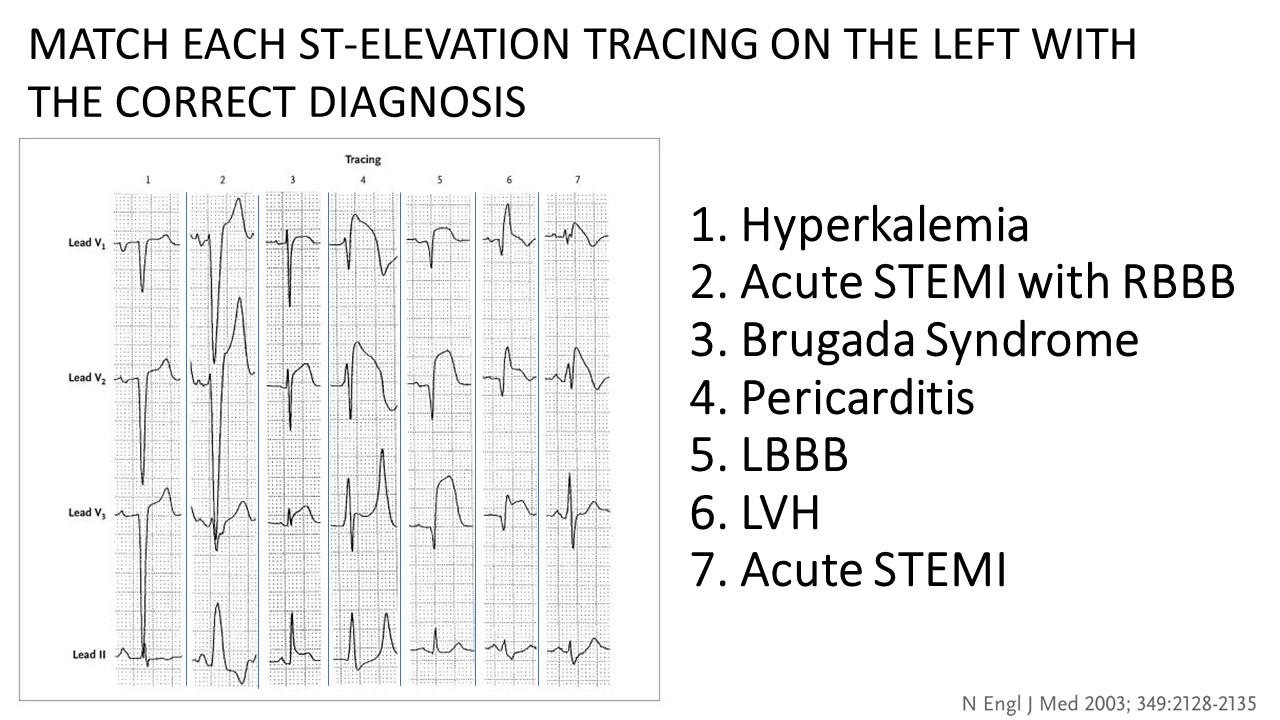 MATCH EACH ST-ELEVATION TRACING ON THE LEFT WITH
THE CORRECT DIAGNOSIS
Tracing
1 2 3 4 5 6 7
Lead V₁
Lead V₂
Lead V₃
Lead II
1. Hyperkalemia
2. Acute STEMI with RBBB
3. Brugada Syndrome
4. Pericarditis
5. LBBB
6. LVH
7. Acute STEMI
N Engl J Med 2003; 349:2128-2135